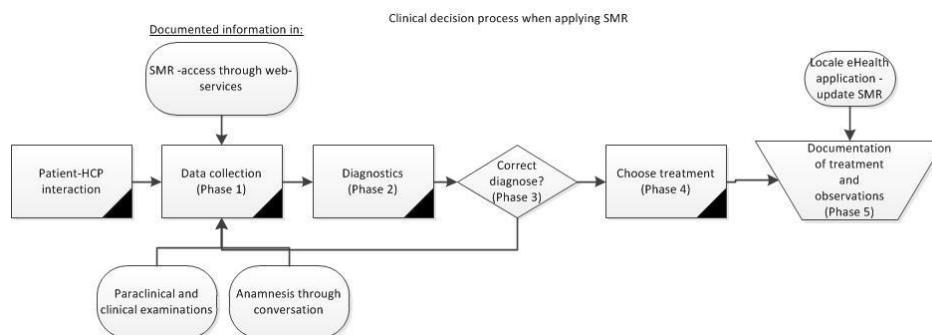 Clinical decision process when applying SMR
Documented information in:
SMR -access through web-
services
Locale eHealth
application -
update SMR
Patient-HCP
interaction
Data collection
(Phase 1)
Diagnostics
(Phase 2)
Correct
diagnose?
(Phase 3)
Choose treatment
(Phase 4)
Documentation
of treatment
and
observations
(Phase 5)
Paraclinical and
clinical examinations
Anamnesis through
conversation